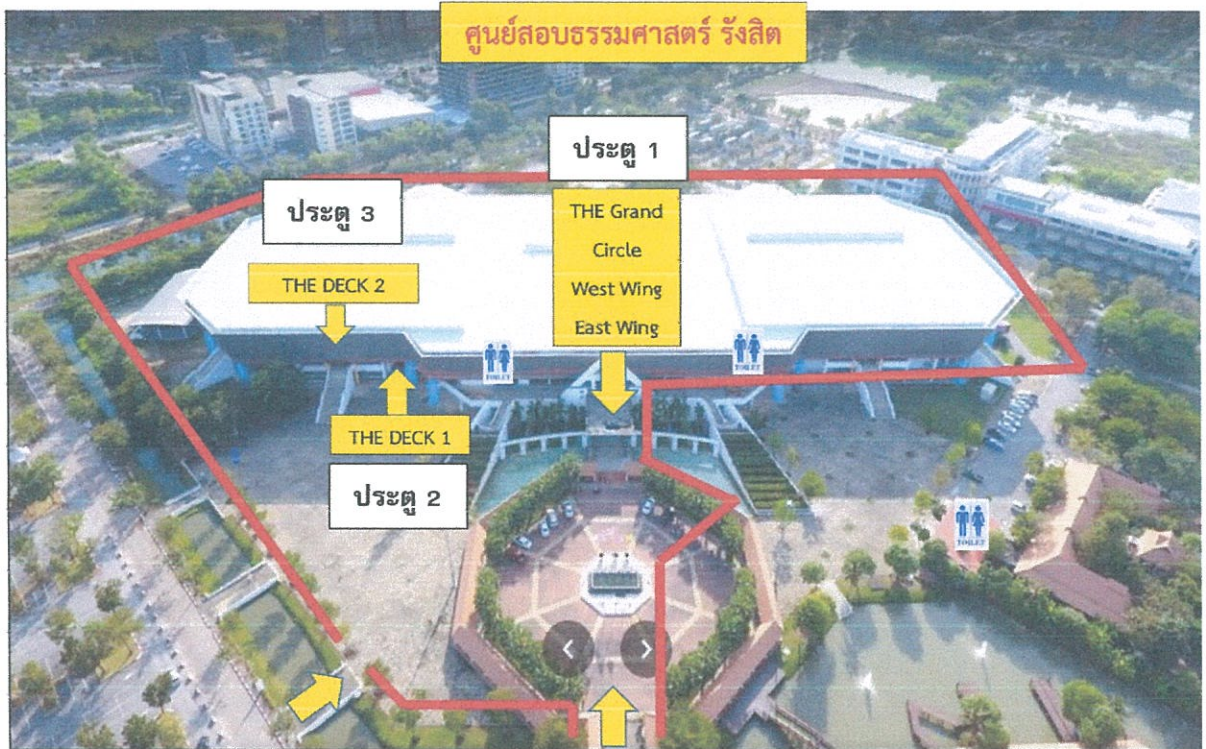 ศูนย์สอบธรรมศาสตร์ รังสิต
ประตู 1
THE Grand
Circle
West Wing
East Wing
ประตู 3
THE DECK 2
TOILET
TOILET
THE DECK 1
ประตู 2
TOILET